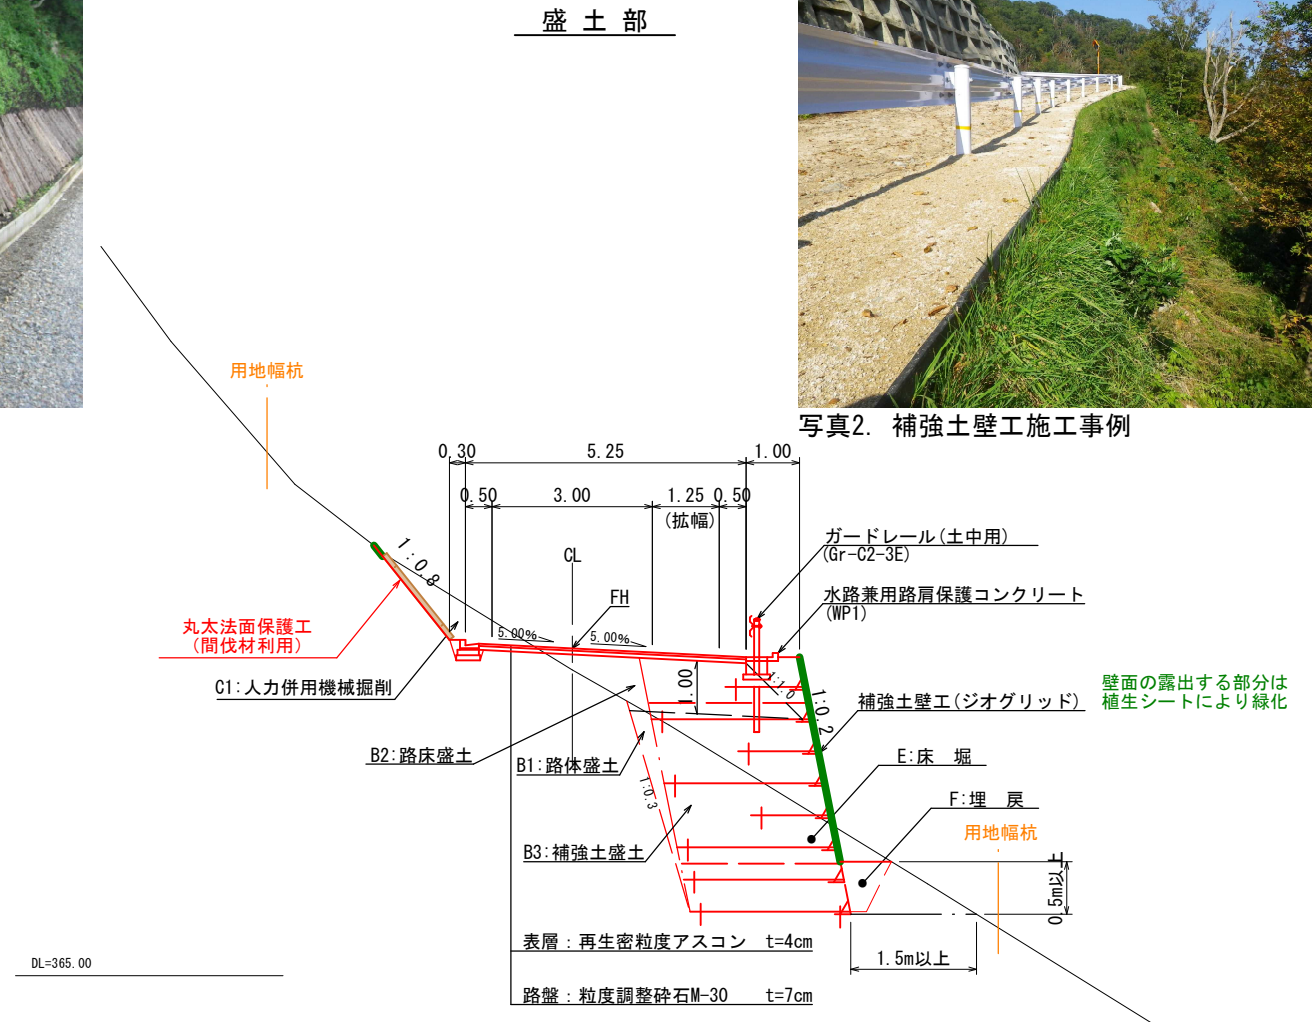 盛 土 部
写真2. 補強土壁工施工事例
用地幅杭
0.30
5.25
1.00
0.50
3.00
1.25
0.50
(拡幅)
1:0.8
CL
FH
ガードレール(土中用)
(Gr-C2-3E)
水路兼用路肩保護コンクリート
(WP1)
丸太法面保護工
(間伐材利用)
5.00%
5.00%
C1:人力併用機械掘削
1.00
1:1.0
1:0.2
補強土壁工(ジオグリッド)
壁面の露出する部分は
植生シートにより緑化
B2:路床盛土
B1:路体盛土
1:0.3
E:床 堀
F:埋 戻
B3:補強土盛土
用地幅杭
0.5m以上
1.5m以上
表層:再生密粒度アスコン t=4cm
路盤:粒度調整砕石M-30 t=7cm
DL=365.00